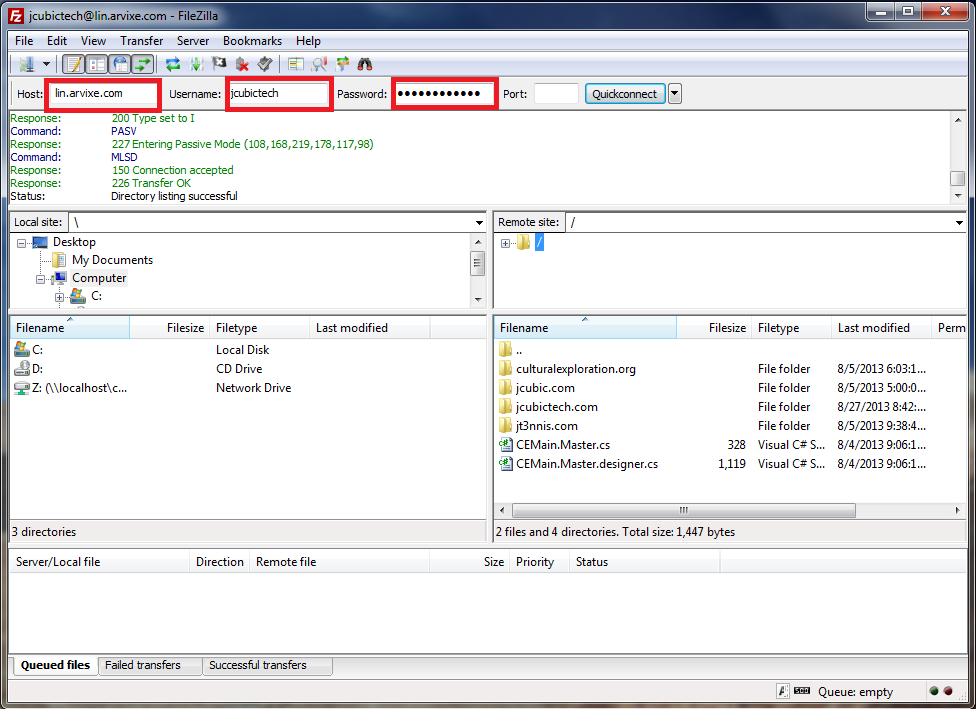 jcubictech@lin.arvixe.com - FileZilla
File Edit View Transfer Server Bookmarks Help
Host: lin.arvixe.com Username: jcubictech Password: ●●●●●●●●●●●● Port: Quickconnect
Response: 200 Type set to I
Command: PASV
Response: 227 Entering Passive Mode (108,168,219,178,117,98)
Command: MLSD
Response: 150 Connection accepted
Response: 226 Transfer OK
Status: Directory listing successful
Local site: \
Desktop
My Documents
Computer
C:
Remote site: /
/
Filename Filesize Filetype Last modified
C: Local Disk
D: CD Drive
Z: (\\localhost\c... Network Drive
3 directories
Filename Filesize Filetype Last modified Perm
..
culturalexploration.org File folder 8/5/2013 6:03:1...
jcubic.com File folder 8/5/2013 5:00:0...
jcubictech.com File folder 8/27/2013 8:42:...
jt3nnis.com File folder 8/5/2013 9:38:4...
CEMain.Master.cs 328 Visual C# S... 8/4/2013 9:06:1...
CEMain.Master.designer.cs 1,119 Visual C# S... 8/4/2013 9:06:1...
2 files and 4 directories. Total size: 1,447 bytes
Server/Local file Direction Remote file Size Priority Status
Queued files Failed transfers Successful transfers
Queue: empty